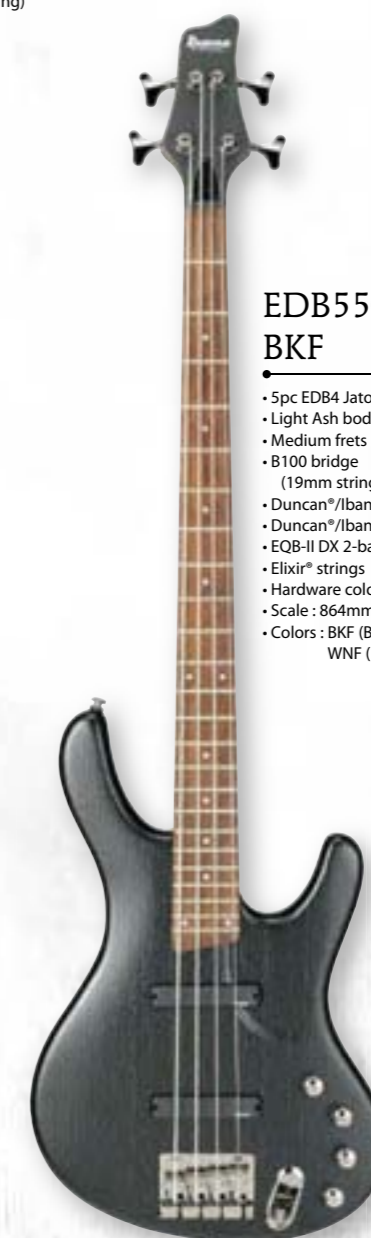 ng)
Ibanez
EDB55
BKF
• 5pc EDB4 Jato
• Light Ash bod
• Medium frets
• B100 bridge
(19mm string
• Duncan®/Iban
• Duncan®/Iban
• EQB-II DX 2-ba
• Elixir® strings
• Hardware colo
• Scale : 864mm
• Colors : BKF (B
WNF (